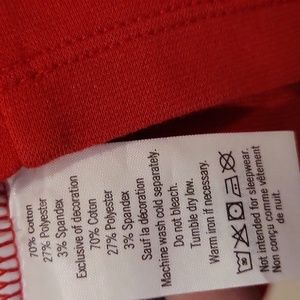 70% Cotton
27% Polyester
3% Spandex
Exclusive of decoration
70% Coton
27% Polyester
3% Spandex
Sauf la décoration
Machine wash cold separately.
Do not bleach.
Tumble dry low.
Warm iron if necessary.
Not intended for sleepwear.
Non conçu comme vêtement
de nuit.